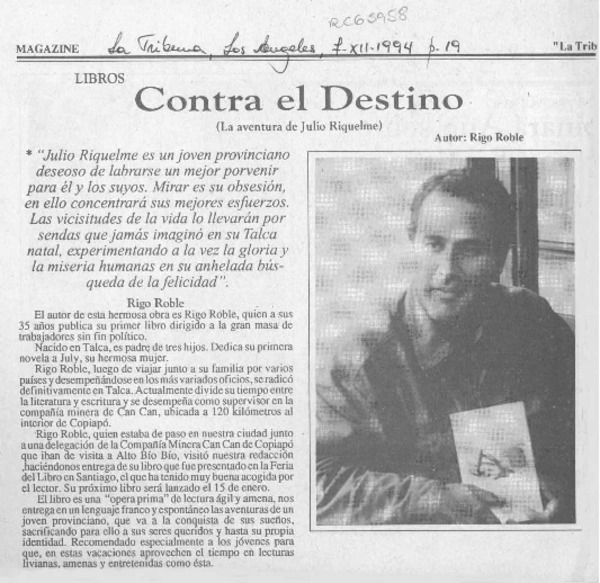 RC63958
MAGAZINE La Tribuna, Los Angeles, 7-XII-1994 p. 19 "La Trib
LIBROS
Contra el Destino
(La aventura de Julio Riquelme)
Autor: Rigo Roble
* "Julio Riquelme es un joven provinciano
deseoso de labrarse un mejor porvenir
para él y los suyos. Mirar es su obsesión,
en ello concentrará sus mejores esfuerzos.
Las vicisitudes de la vida lo llevarán por
sendas que jamás imaginó en su Talca
natal, experimentando a la vez la gloria y
la miseria humanas en su anhelada bús-
queda de la felicidad".
Rigo Roble
El autor de esta hermosa obra es Rigo Roble, quien a sus
35 años publica su primer libro dirigido a la gran masa de
trabajadores sin fin político.
Nacido en Talca, es padre de tres hijos. Dedica su primera
novela a July, su hermosa mujer.
Rigo Roble, luego de viajar junto a su familia por varios
países y desempeñándose en los más variados oficios, se radicó
definitivamente en Talca. Actualmente divide su tiempo entre
la literatura y escritura y se desempeña como supervisor en la
compañía minera de Can Can, ubicada a 120 kilómetros al
interior de Copiapó.
Rigo Roble, quien estaba de paso en nuestra ciudad junto
a una delegación de la Compañía Minera Can Can de Copiapó
que iban de visita a Alto Bío Bío, visitó nuestra redacción
,haciéndonos entrega de su libro que fue presentado en la Feria
del Libro en Santiago, el que ha tenido muy buena acogida por
el lector. Su próximo libro será lanzado el 15 de enero.
El libro es una "opera prima" de lectura ágil y amena, nos
entrega en un lenguaje franco y espontáneo las aventuras de un
joven provinciano, que va a la conquista de sus sueños,
sacrificando para ello a sus seres queridos y hasta su propia
identidad. Recomendado especialmente a los jóvenes para
que, en estas vacaciones aprovechen el tiempo en lecturas
livianas, amenas y entretenidas como ésta.